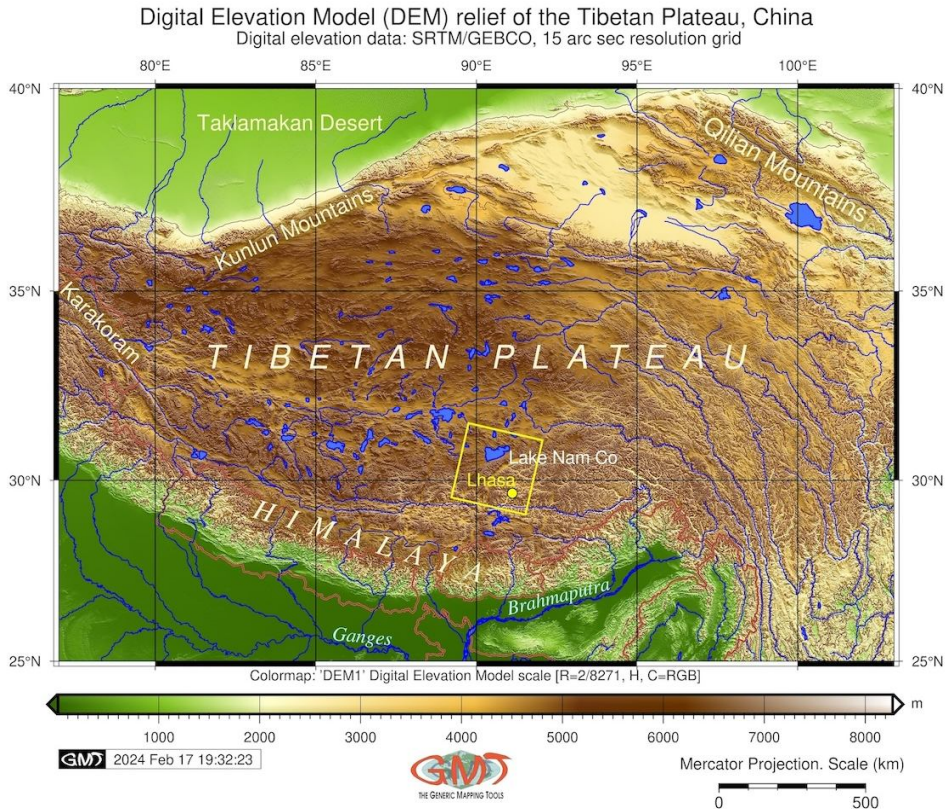 Digital Elevation Model (DEM) relief of the Tibetan Plateau, China
Digital elevation data: SRTM/GEBCO, 15 arc sec resolution grid
80°E 85°E 90°E 95°E 100°E
40°N 40°N
Taklamakan Desert
Qilian Mountains
Kunlun Mountains
35°N 35°N
Karakoram
TIBETAN PLATEAU
Lake Nam Co
30°N Lhasa 30°N
HIMALAYA
Brahmaputra
Ganges
25°N 25°N
Colormap: 'DEM1' Digital Elevation Model scale [R=2/8271, H, C=RGB]
m
1000 2000 3000 4000 5000 6000 7000 8000
GMT 2024 Feb 17 19:32:23
GMT
THE GENERIC MAPPING TOOLS
Mercator Projection. Scale (km)
0 500